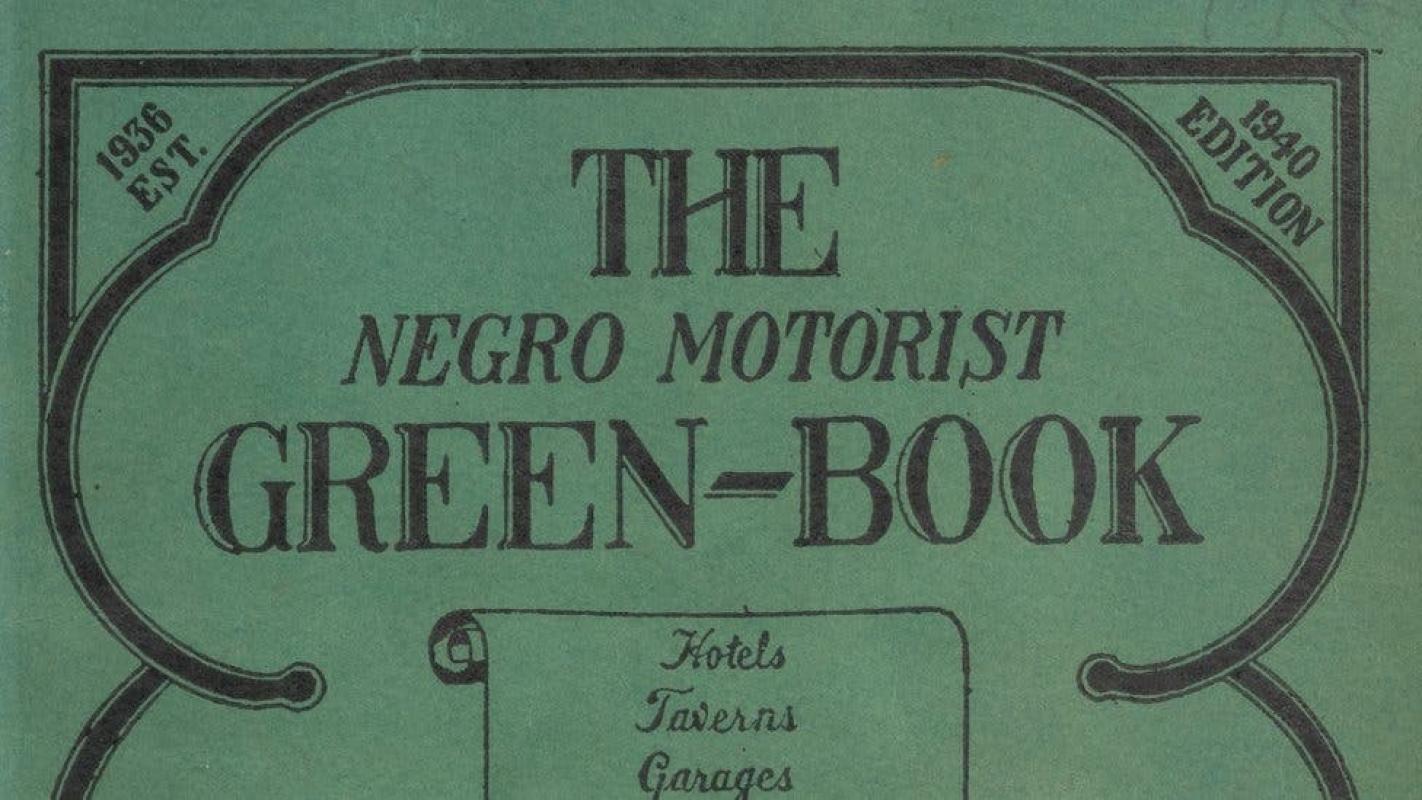 1936
EST.
1940
EDITION
THE
NEGRO MOTORIST
GREEN-BOOK
Hotels
Taverns
Garages